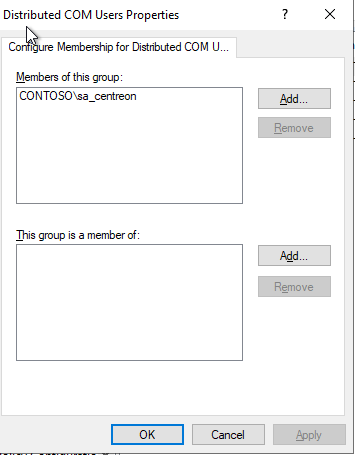 Distributed COM Users Properties
Configure Membership for Distributed COM U...
Members of this group:
CONTOSO\sa_centreon
Add...
Remove
This group is a member of:
Add...
Remove
OK
Cancel
Apply